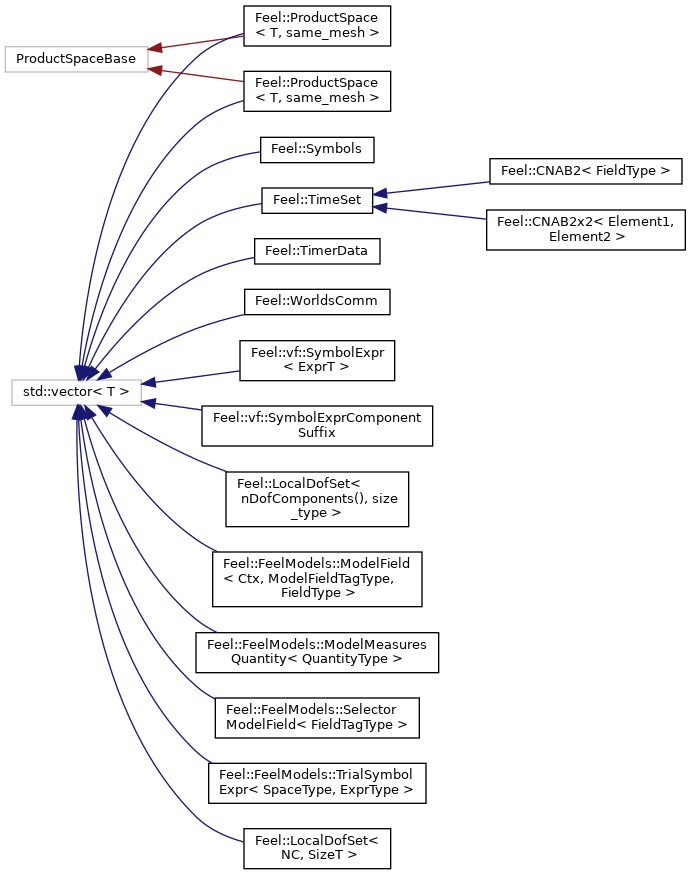 Feel::ProductSpace
< T, same_mesh >
ProductSpaceBase
Feel::ProductSpace
< T, same_mesh >
Feel::Symbols
Feel::CNAB2< FieldType >
Feel::TimeSet
Feel::CNAB2x2< Element1,
Element2 >
Feel::TimerData
Feel::WorldsComm
Feel::vf::SymbolExpr
< ExprT >
std::vector< T >
Feel::vf::SymbolExprComponent
Suffix
Feel::LocalDofSet<
nDofComponents(), size
_type >
Feel::FeelModels::ModelField
< Ctx, ModelFieldTagType,
FieldType >
Feel::FeelModels::ModelMeasures
Quantity< QuantityType >
Feel::FeelModels::Selector
ModelField< FieldTagType >
Feel::FeelModels::TrialSymbol
Expr< SpaceType, ExprType >
Feel::LocalDofSet<
NC, SizeT >